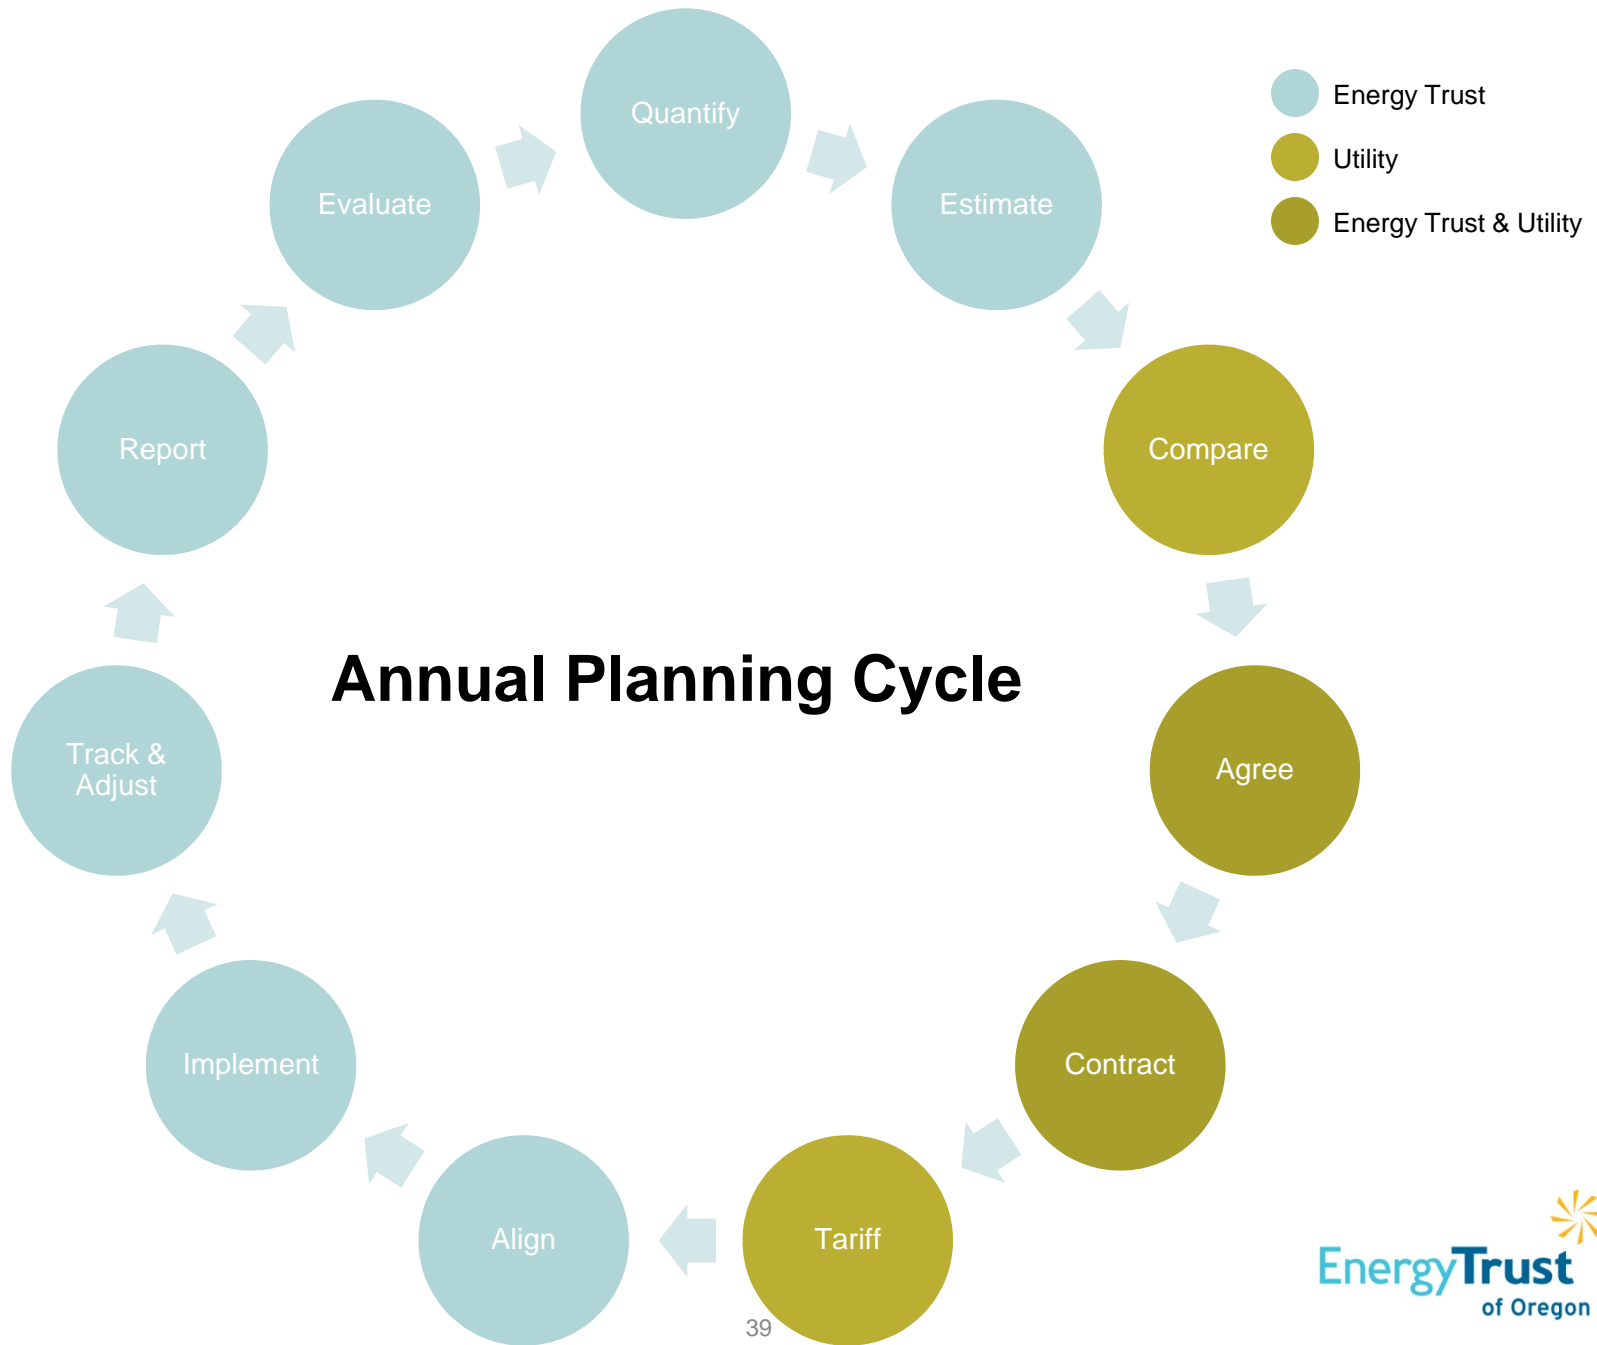 Quantify
Estimate
Compare
Agree
Contract
Tariff
Align
Implement
Track &
Adjust
Report
Evaluate
Annual Planning Cycle
Energy Trust
Utility
Energy Trust & Utility
EnergyTrust
of Oregon
39